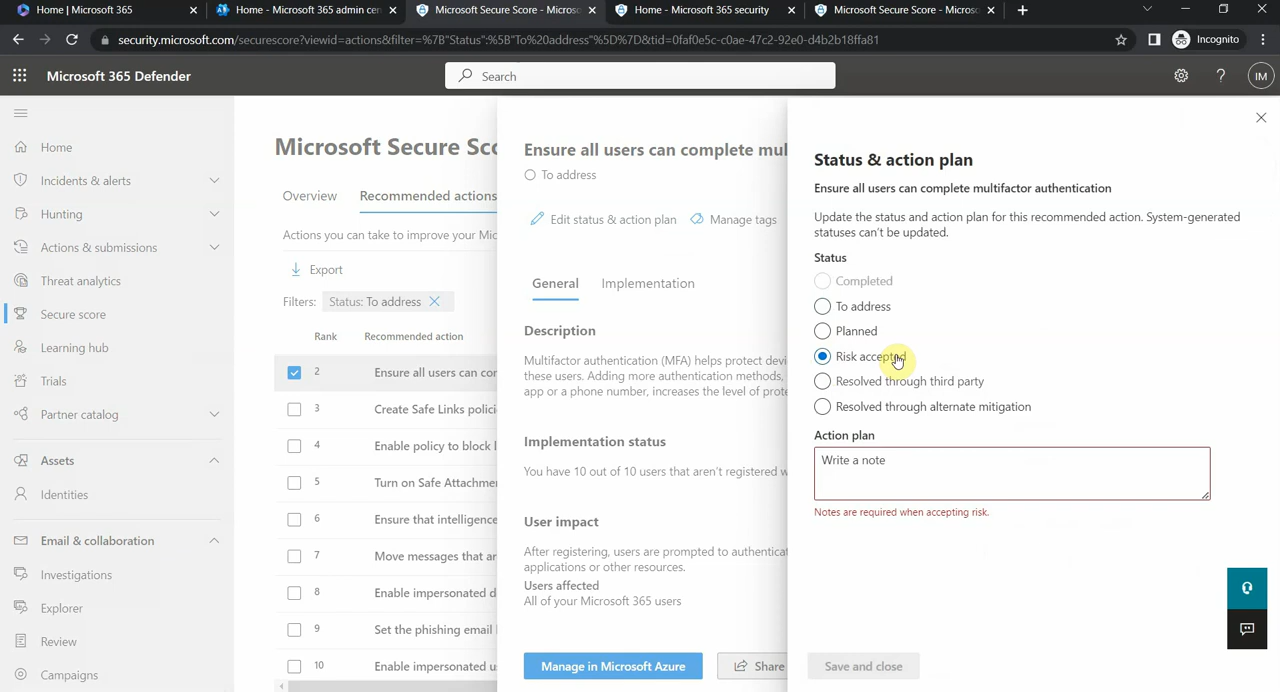 Home | Microsoft 365
Home - Microsoft 365 admin cen
Microsoft Secure Score - Microso
Home - Microsoft 365 security
Microsoft Secure Score - Microso
security.microsoft.com/securescore?viewid=actions&filter=%7B"Status":%5B"To%20address"%5D%7D&tid=0faf0e5c-c0ae-47c2-92e0-d4b2b18ffa81
Incognito
Microsoft 365 Defender
Search
IM
Home
Incidents & alerts
Hunting
Actions & submissions
Threat analytics
Secure score
Learning hub
Trials
Partner catalog
Assets
Identities
Email & collaboration
Investigations
Explorer
Review
Campaigns
Microsoft Secure Sc
Overview
Recommended actions
Actions you can take to improve your Mic
Export
Filters:
Status: To address
Rank
Recommended action
2
Ensure all users can cor
3
Create Safe Links polici
4
Enable policy to block l
5
Turn on Safe Attachme
6
Ensure that intelligence
7
Move messages that ar
8
Enable impersonated d
9
Set the phishing email l
10
Enable impersonated u
Ensure all users can complete mul
To address
Edit status & action plan
Manage tags
General
Implementation
Description
Multifactor authentication (MFA) helps protect devi
these users. Adding more authentication methods,
app or a phone number, increases the level of prote
Implementation status
You have 10 out of 10 users that aren't registered w
User impact
After registering, users are prompted to authenticat
applications or other resources.
Users affected
All of your Microsoft 365 users
Manage in Microsoft Azure
Share
Status & action plan
Ensure all users can complete multifactor authentication
Update the status and action plan for this recommended action. System-generated
statuses can't be updated.
Status
Completed
To address
Planned
Risk accepted
Resolved through third party
Resolved through alternate mitigation
Action plan
Write a note
Notes are required when accepting risk.
Save and close